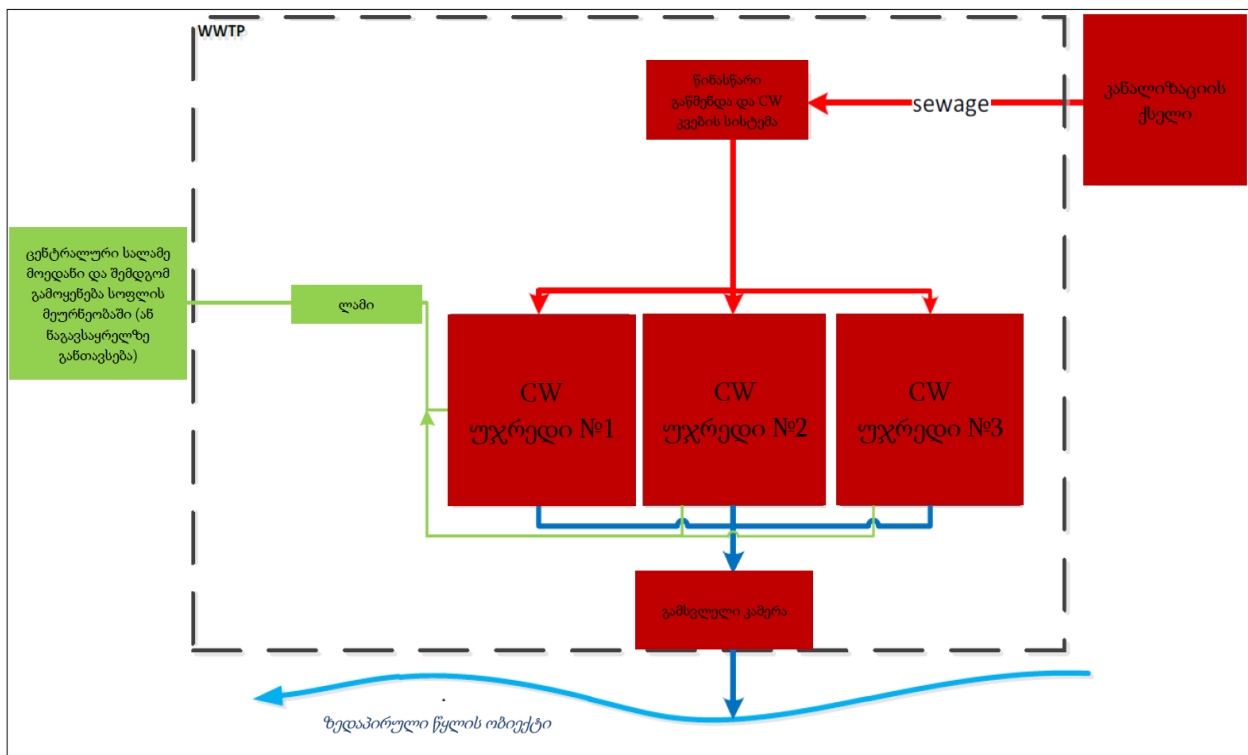 WWTP
წინასწარი
გაწმენდა და CW
კვების სისტემა
sewage
კანალიზაციის
ქსელი
ცენტრალური სალამე
მოედანი და შემდგომ
გამოყენება სოფლის
მეურნეობაში (ან
ნაგავსაყრელზე
განთავსება)
ლამი
CW
უჯრედი №1
CW
უჯრედი №2
CW
უჯრედი №3
გამსვლელი კამერა
ზედაპირული წყლის ობიექტი